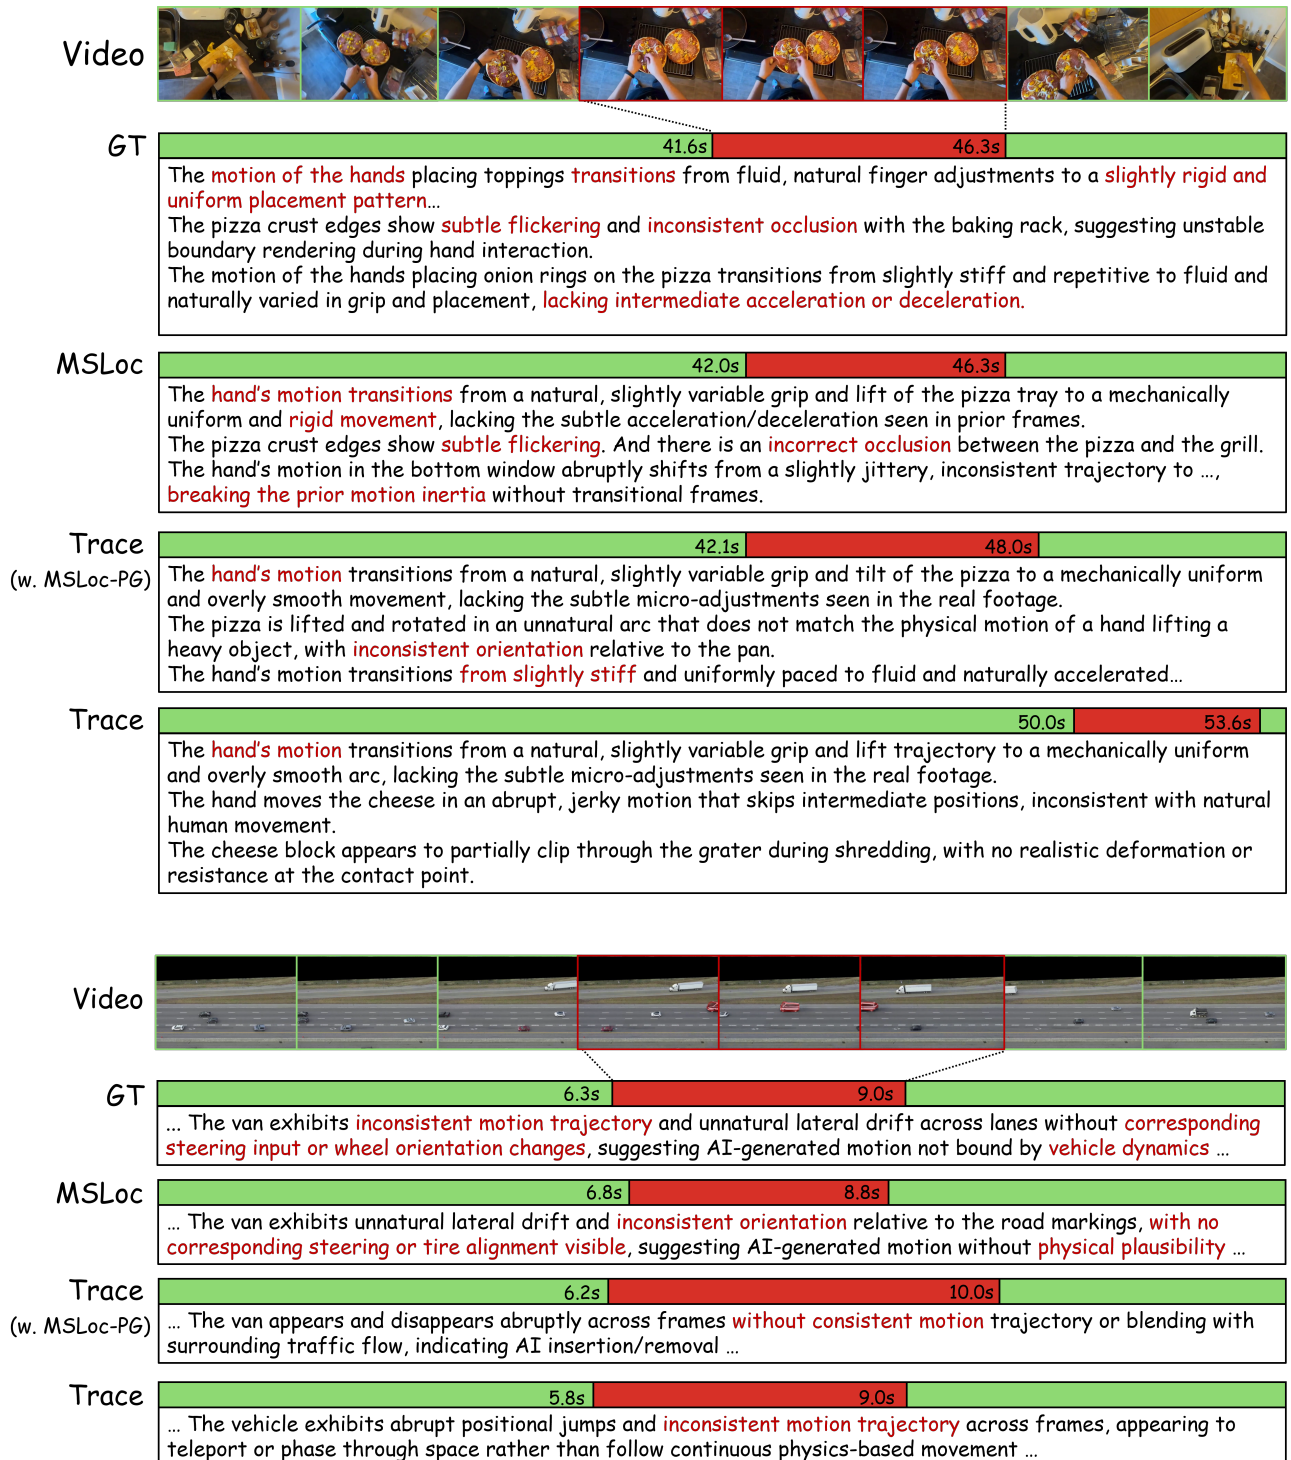 Video
GT
41.6s
46.3s
The motion of the hands placing toppings transitions from fluid, natural finger adjustments to a slightly rigid and
uniform placement pattern…
The pizza crust edges show subtle flickering and inconsistent occlusion with the baking rack, suggesting unstable
boundary rendering during hand interaction.
The motion of the hands placing onion rings on the pizza transitions from slightly stiff and repetitive to fluid and
naturally varied in grip and placement, lacking intermediate acceleration or deceleration.
MSLoc
42.0s
46.3s
The hand's motion transitions from a natural, slightly variable grip and lift of the pizza tray to a mechanically
uniform and rigid movement, lacking the subtle acceleration/deceleration seen in prior frames.
The pizza crust edges show subtle flickering. And there is an incorrect occlusion between the pizza and the grill.
The hand's motion in the bottom window abruptly shifts from a slightly jittery, inconsistent trajectory to …,
breaking the prior motion inertia without transitional frames.
Trace
(w. MSLoc-PG)
42.1s
48.0s
The hand's motion transitions from a natural, slightly variable grip and tilt of the pizza to a mechanically uniform
and overly smooth movement, lacking the subtle micro-adjustments seen in the real footage.
The pizza is lifted and rotated in an unnatural arc that does not match the physical motion of a hand lifting a
heavy object, with inconsistent orientation relative to the pan.
The hand's motion transitions from slightly stiff and uniformly paced to fluid and naturally accelerated…
Trace
50.0s
53.6s
The hand's motion transitions from a natural, slightly variable grip and lift trajectory to a mechanically uniform
and overly smooth arc, lacking the subtle micro-adjustments seen in the real footage.
The hand moves the cheese in an abrupt, jerky motion that skips intermediate positions, inconsistent with natural
human movement.
The cheese block appears to partially clip through the grater during shredding, with no realistic deformation or
resistance at the contact point.
Video
GT
6.3s
9.0s
... The van exhibits inconsistent motion trajectory and unnatural lateral drift across lanes without corresponding
steering input or wheel orientation changes, suggesting AI-generated motion not bound by vehicle dynamics …
MSLoc
6.8s
8.8s
… The van exhibits unnatural lateral drift and inconsistent orientation relative to the road markings, with no
corresponding steering or tire alignment visible, suggesting AI-generated motion without physical plausibility …
Trace
(w. MSLoc-PG)
6.2s
10.0s
… The van appears and disappears abruptly across frames without consistent motion trajectory or blending with
surrounding traffic flow, indicating AI insertion/removal …
Trace
5.8s
9.0s
… The vehicle exhibits abrupt positional jumps and inconsistent motion trajectory across frames, appearing to
teleport or phase through space rather than follow continuous physics-based movement …